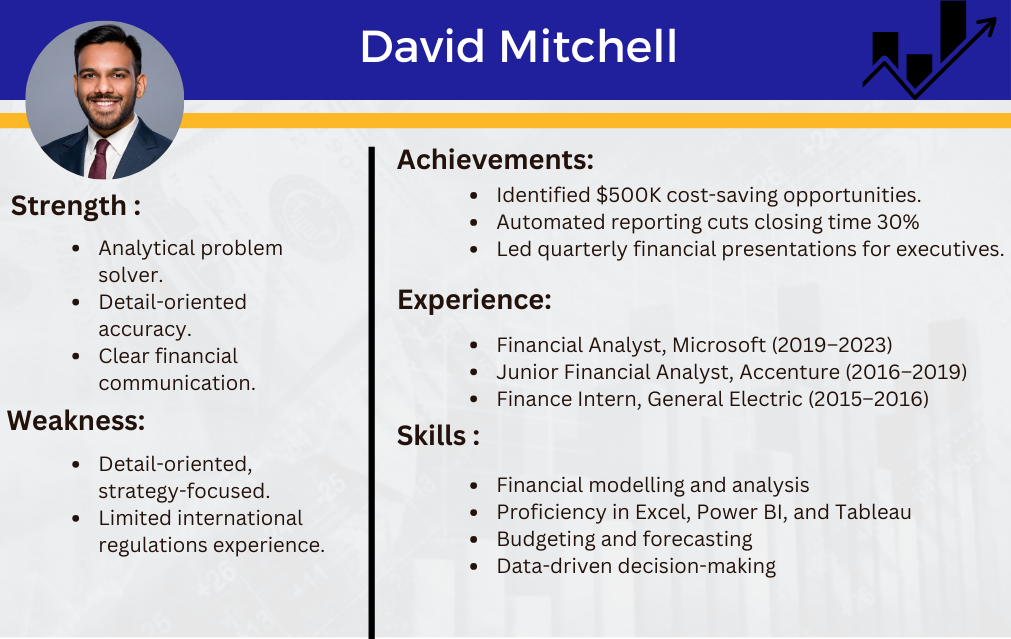 David Mitchell
Strength :
• Analytical problem
solver.
• Detail-oriented
accuracy.
• Clear financial
communication.
Weakness:
• Detail-oriented,
strategy-focused.
• Limited international
regulations experience.
Achievements:
• Identified $500K cost-saving opportunities.
• Automated reporting cuts closing time 30%
• Led quarterly financial presentations for executives.
Experience:
• Financial Analyst, Microsoft (2019–2023)
• Junior Financial Analyst, Accenture (2016–2019)
• Finance Intern, General Electric (2015–2016)
Skills :
• Financial modelling and analysis
• Proficiency in Excel, Power BI, and Tableau
• Budgeting and forecasting
• Data-driven decision-making